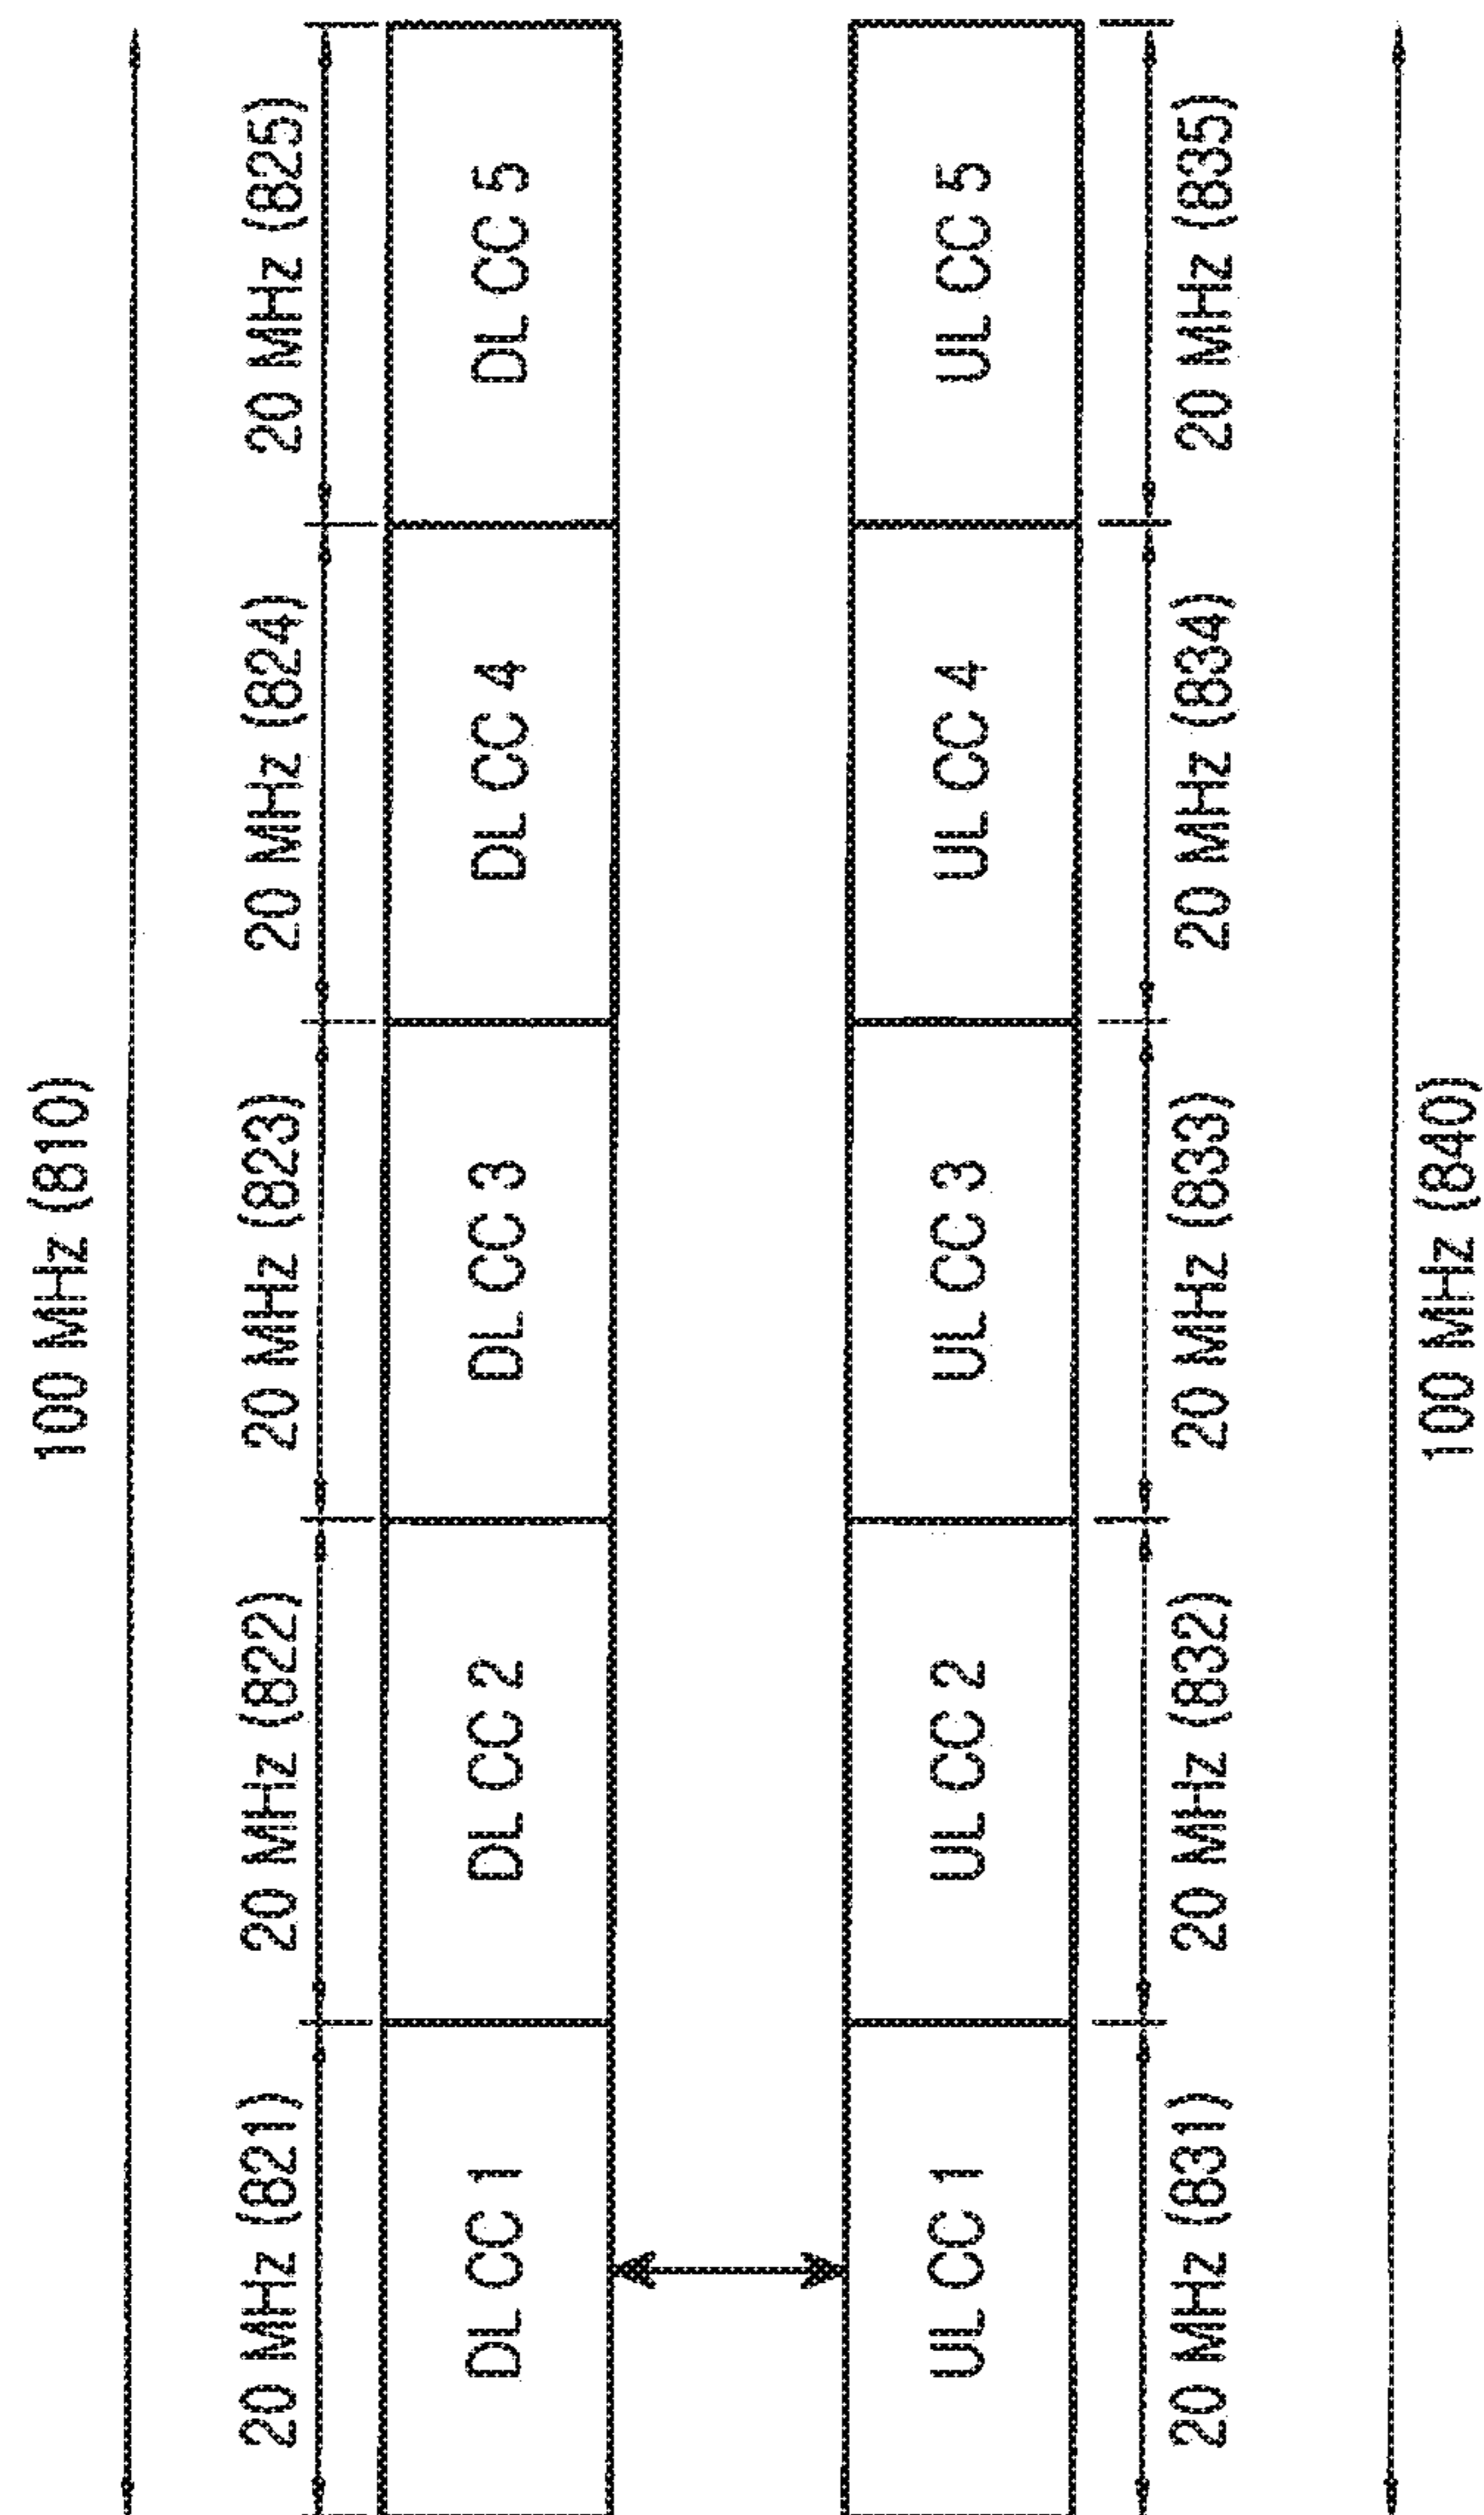 100 MHz (810)
20 MHz (821) 20 MHz (822) 20 MHz (823) 20 MHz (824) 20 MHz (825)
DL CC 1 DL CC 2 DL CC 3 DL CC 4 DL CC 5
UL CC 1 UL CC 2 UL CC 3 UL CC 4 UL CC 5
20 MHz (831) 20 MHz (832) 20 MHz (833) 20 MHz (834) 20 MHz (835)
100 MHz (840)